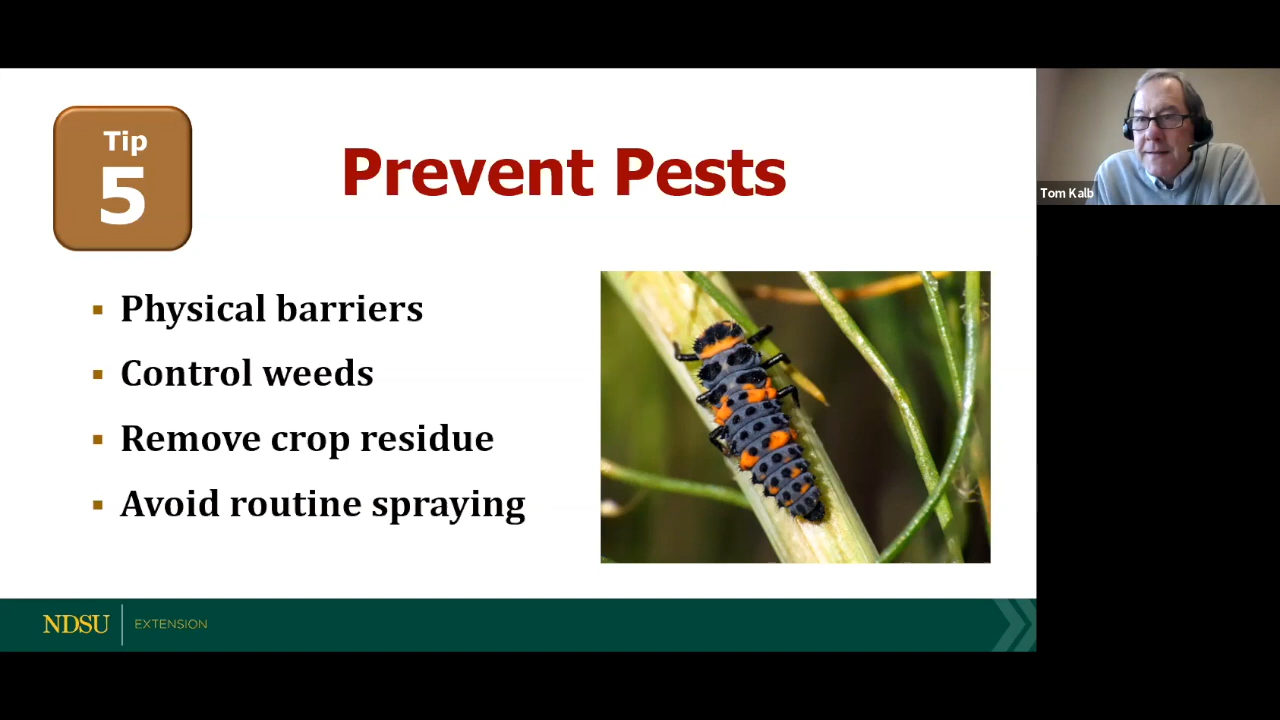 Tip
5
Prevent Pests
Physical barriers
Control weeds
Remove crop residue
Avoid routine spraying
NDSU
EXTENSION
Tom Kalb